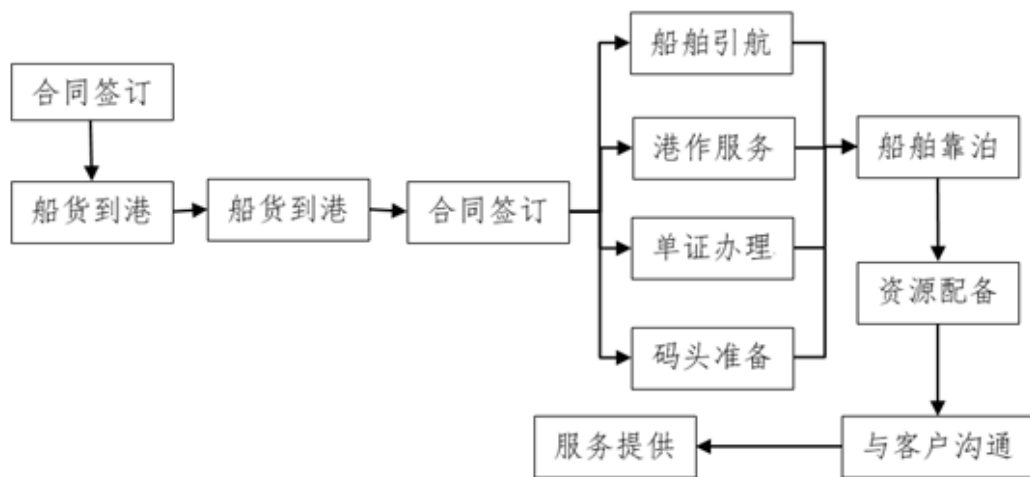 合同签订
船货到港
船货到港
合同签订
船舶引航
港作服务
单证办理
码头准备
船舶靠泊
资源配备
与客户沟通
服务提供